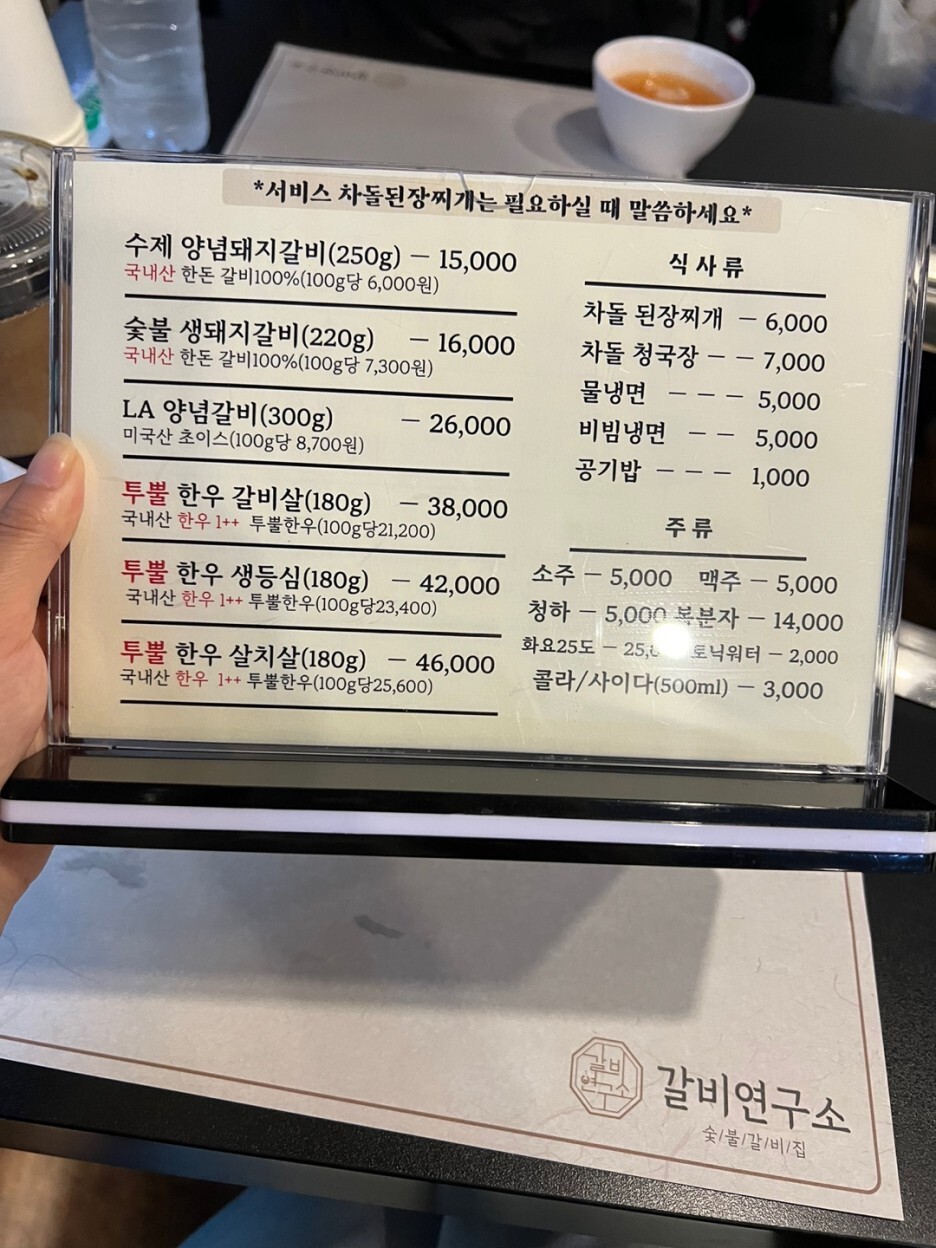 *서비스 차돌된장찌개는 필요하실 때 말씀하세요*
수제 양념돼지갈비(250g) — 15,000
국내산 한돈 갈비100%(100g당 6,000원)
숯불 생돼지갈비(220g) — 16,000
국내산 한돈 갈비100%(100g당 7,300원)
LA 양념갈비(300g) — 26,000
미국산 초이스(100g당 8,700원)
투뿔 한우 갈비살(180g) — 38,000
국내산 한우 1++ 투뿔한우(100g당21,200)
투뿔 한우 생등심(180g) — 42,000
국내산 한우 1++ 투뿔한우(100g당23,400)
투뿔 한우 살치살(180g) — 46,000
국내산 한우 1++ 투뿔한우(100g당25,600)
식사류
차돌 된장찌개 — 6,000
차돌 청국장 — — 7,000
물냉면 — — — 5,000
비빔냉면 — — 5,000
공기밥 — — — 1,000
주류
소주 — 5,000 맥주 — 5,000
청하 — 5,000 복분자 — 14,000
화요25도 — 토닉워터 — 2,000
콜라/사이다(500ml) — 3,000
갈비
연구소
갈비연구소
숯/불/갈/비/집